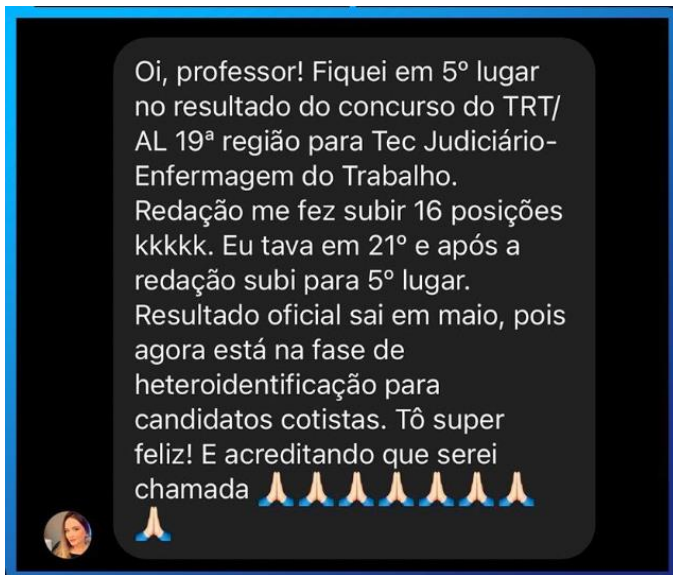 Oi, professor! Fiquei em 5º lugar
no resultado do concurso do TRT/
AL 19ª região para Tec Judiciário-
Enfermagem do Trabalho.
Redação me fez subir 16 posições
kkkkk. Eu tava em 21º e após a
redação subi para 5º lugar.
Resultado oficial sai em maio, pois
agora está na fase de
heteroidentificação para
candidatos cotistas. Tô super
feliz! E acreditando que serei
chamada 🙏🏻🙏🏻🙏🏻🙏🏻🙏🏻🙏🏻🙏🏻
🙏🏻